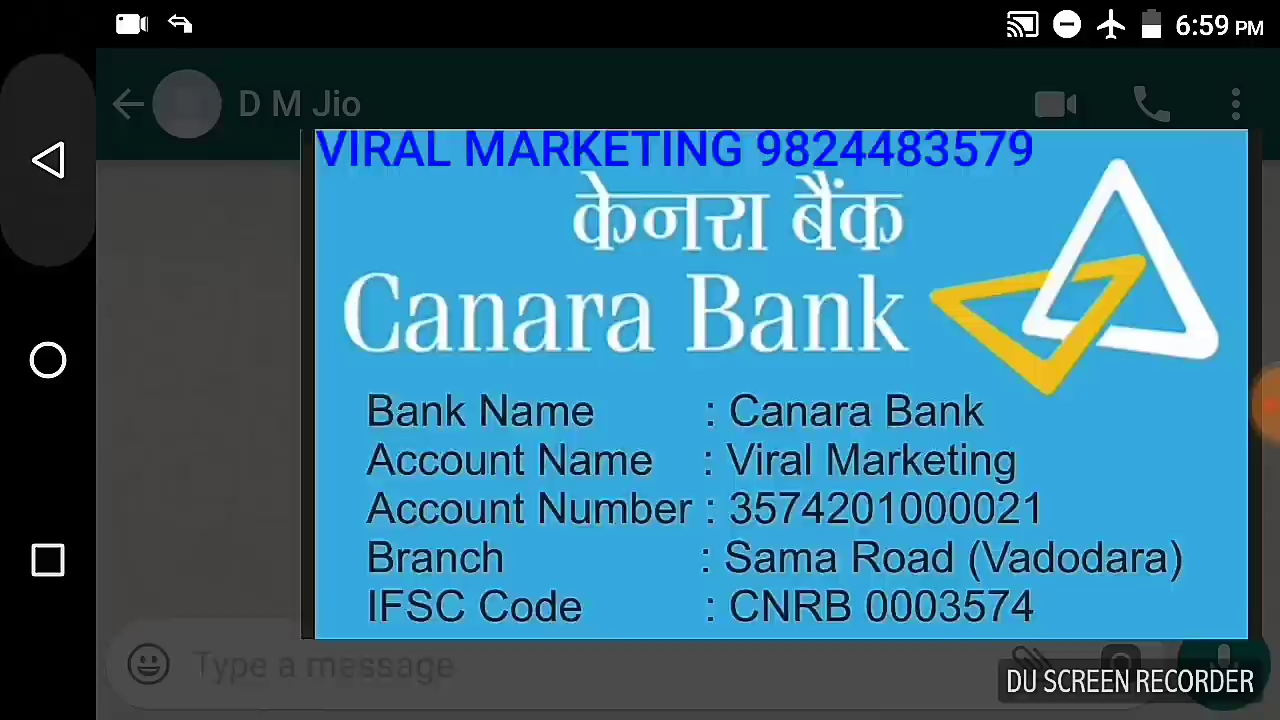 6:59 PM
D M Jio
VIRAL MARKETING 9824483579
केनरा बैंक
Canara Bank
Bank Name : Canara Bank
Account Name : Viral Marketing
Account Number : 3574201000021
Branch : Sama Road (Vadodara)
IFSC Code : CNRB 0003574
Type a message
DU SCREEN RECORDER